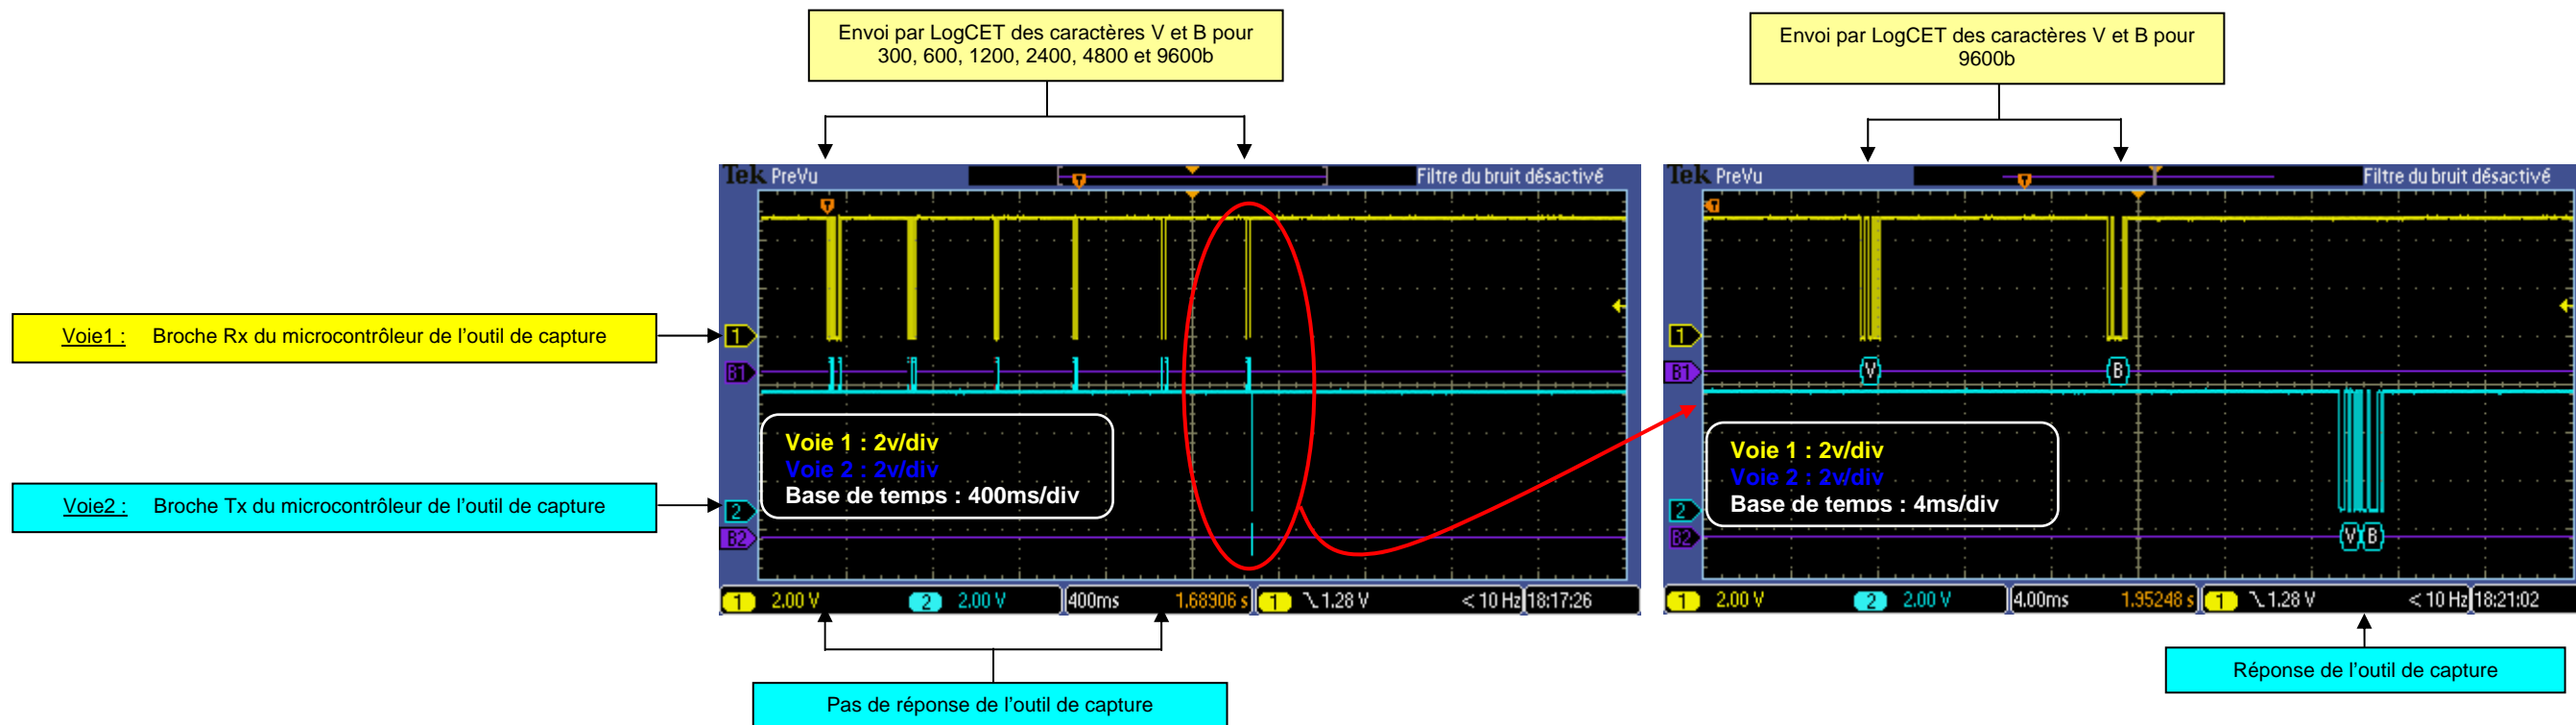 Envoi par LogCET des caractères V et B pour
300, 600, 1200, 2400, 4800 et 9600b
Envoi par LogCET des caractères V et B pour
9600b
Tek PreVu
Filtre du bruit désactivé
Tek PreVu
Filtre du bruit désactivé
Voie1 : Broche Rx du microcontrôleur de l'outil de capture
1
B1
Voie 1 : 2v/div
Voie 2 : 2v/div
Base de temps : 400ms/div
Voie2 : Broche Tx du microcontrôleur de l'outil de capture
2
B2
1 2.00 V 2 2.00 V 400ms 1.68906 s 1 1.28 V < 10 Hz 18:17:26
1
B1
V B
Voie 1 : 2v/div
Voie 2 : 2v/div
Base de temps : 4ms/div
2
B2
V B
1 2.00 V 2 2.00 V 4.00ms 1.95248 s 1 1.28 V < 10 Hz 18:21:02
Pas de réponse de l'outil de capture
Réponse de l'outil de capture